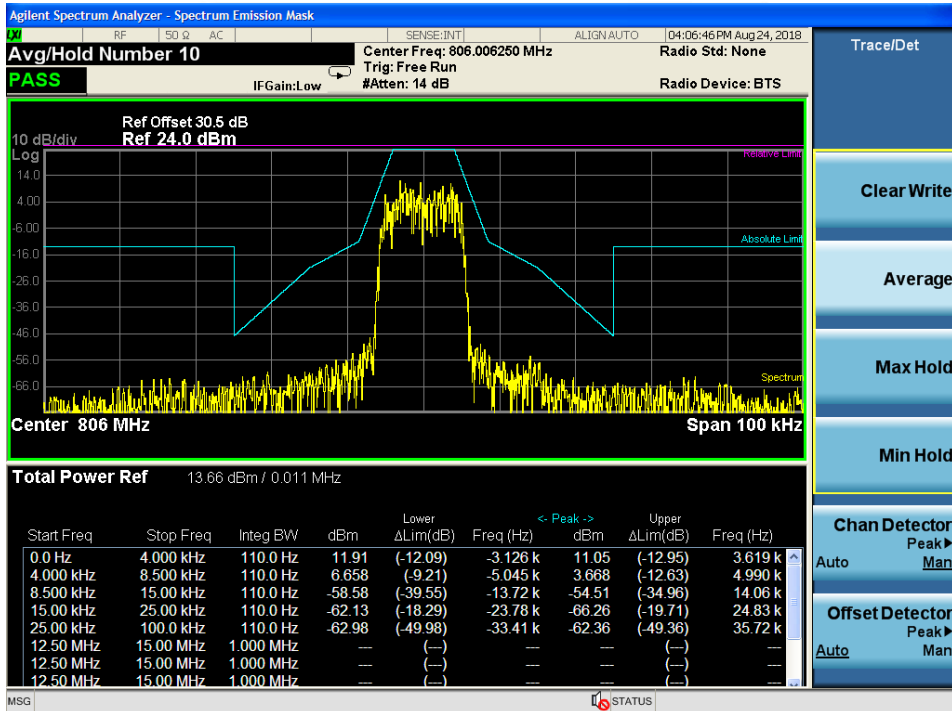 Agilent Spectrum Analyzer - Spectrum Emission Mask
LXI RF 50 Ω AC SENSE:INT ALIGN AUTO 04:06:46 PM Aug 24, 2018
Avg/Hold Number 10 Center Freq: 806.006250 MHz Radio Std: None
Trig: Free Run
PASS IFGain:Low #Atten: 14 dB Radio Device: BTS
Trace/Det
Ref Offset 30.5 dB
10 dB/div Ref 24.0 dBm
Log
Relative Limit
14.0
4.00
-6.00
Absolute Limit
-16.0
-26.0
-36.0
-46.0
-56.0
Spectrum
-66.0
Center 806 MHz Span 100 kHz
Total Power Ref 13.66 dBm / 0.011 MHz
Lower <- Peak -> Upper
Start Freq Stop Freq Integ BW dBm ΔLim(dB) Freq (Hz) dBm ΔLim(dB) Freq (Hz)
0.0 Hz 4.000 kHz 110.0 Hz 11.91 (-12.09) -3.126 k 11.05 (-12.95) 3.619 k
4.000 kHz 8.500 kHz 110.0 Hz 6.658 (-9.21) -5.045 k 3.668 (-12.63) 4.990 k
8.500 kHz 15.00 kHz 110.0 Hz -58.58 (-39.55) -13.72 k -54.51 (-34.96) 14.06 k
15.00 kHz 25.00 kHz 110.0 Hz -62.13 (-18.29) -23.78 k -66.26 (-19.71) 24.83 k
25.00 kHz 100.0 kHz 110.0 Hz -62.98 (-49.98) -33.41 k -62.36 (-49.36) 35.72 k
12.50 MHz 15.00 MHz 1.000 MHz --- (---) --- --- (---) ---
12.50 MHz 15.00 MHz 1.000 MHz --- (---) --- --- (---) ---
12.50 MHz 15.00 MHz 1.000 MHz --- (---) --- --- (---) ---
Clear Write
Average
Max Hold
Min Hold
Chan Detector
Peak▶
Auto Man
Offset Detector
Peak▶
Auto Man
MSG STATUS